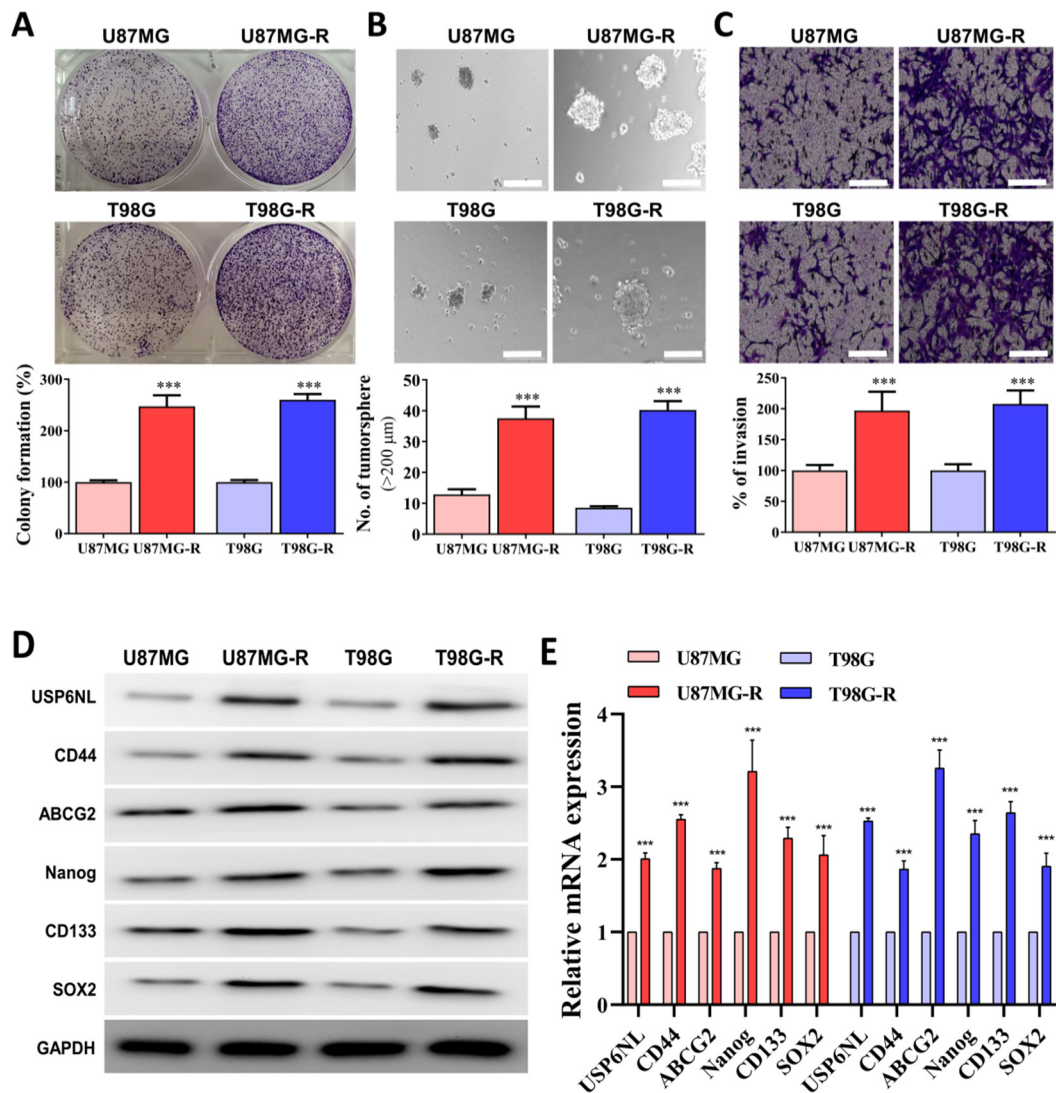 A
U87MG U87MG-R
T98G T98G-R
Colony formation (%)
300
200
100
0
U87MG U87MG-R T98G T98G-R
***
***
B
U87MG U87MG-R
T98G T98G-R
No. of tumorsphere
(>200 μm)
50
40
30
20
10
0
U87MG U87MG-R T98G T98G-R
***
***
C
U87MG U87MG-R
T98G T98G-R
% of invasion
250
200
150
100
50
0
U87MG U87MG-R T98G T98G-R
***
***
D
U87MG U87MG-R T98G T98G-R
USP6NL
CD44
ABCG2
Nanog
CD133
SOX2
GAPDH
E
U87MG T98G
U87MG-R T98G-R
Relative mRNA expression
4
3
2
1
0
***
***
***
***
***
***
***
***
***
***
***
***
USP6NL CD44 ABCG2 Nanog CD133 SOX2 USP6NL CD44 ABCG2 Nanog CD133 SOX2